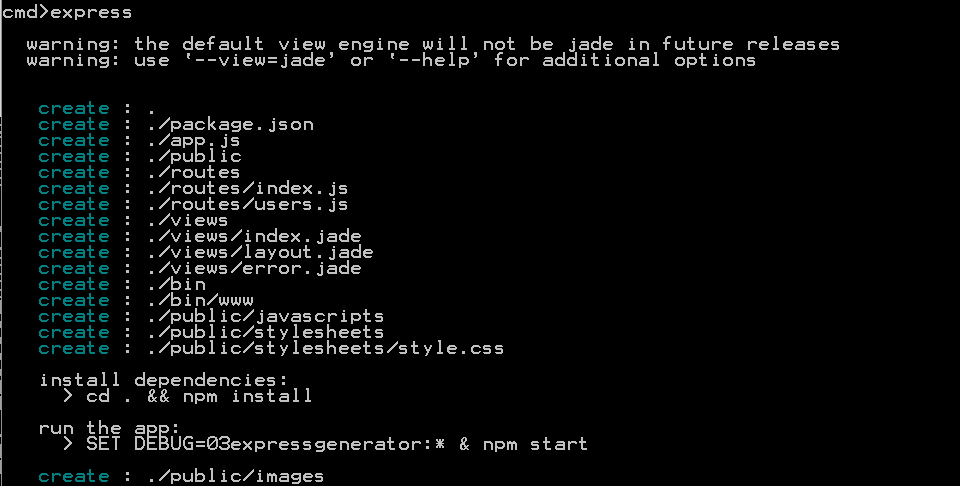 cmd>express
warning: the default view engine will not be jade in future releases
warning: use `--view=jade' or `--help' for additional options
create : .
create : ./package.json
create : ./app.js
create : ./public
create : ./routes
create : ./routes/index.js
create : ./routes/users.js
create : ./views
create : ./views/index.jade
create : ./views/layout.jade
create : ./views/error.jade
create : ./bin
create : ./bin/www
create : ./public/javascripts
create : ./public/stylesheets
create : ./public/stylesheets/style.css
install dependencies:
> cd . && npm install
run the app:
> SET DEBUG=03expressgenerator:* & npm start
create : ./public/images